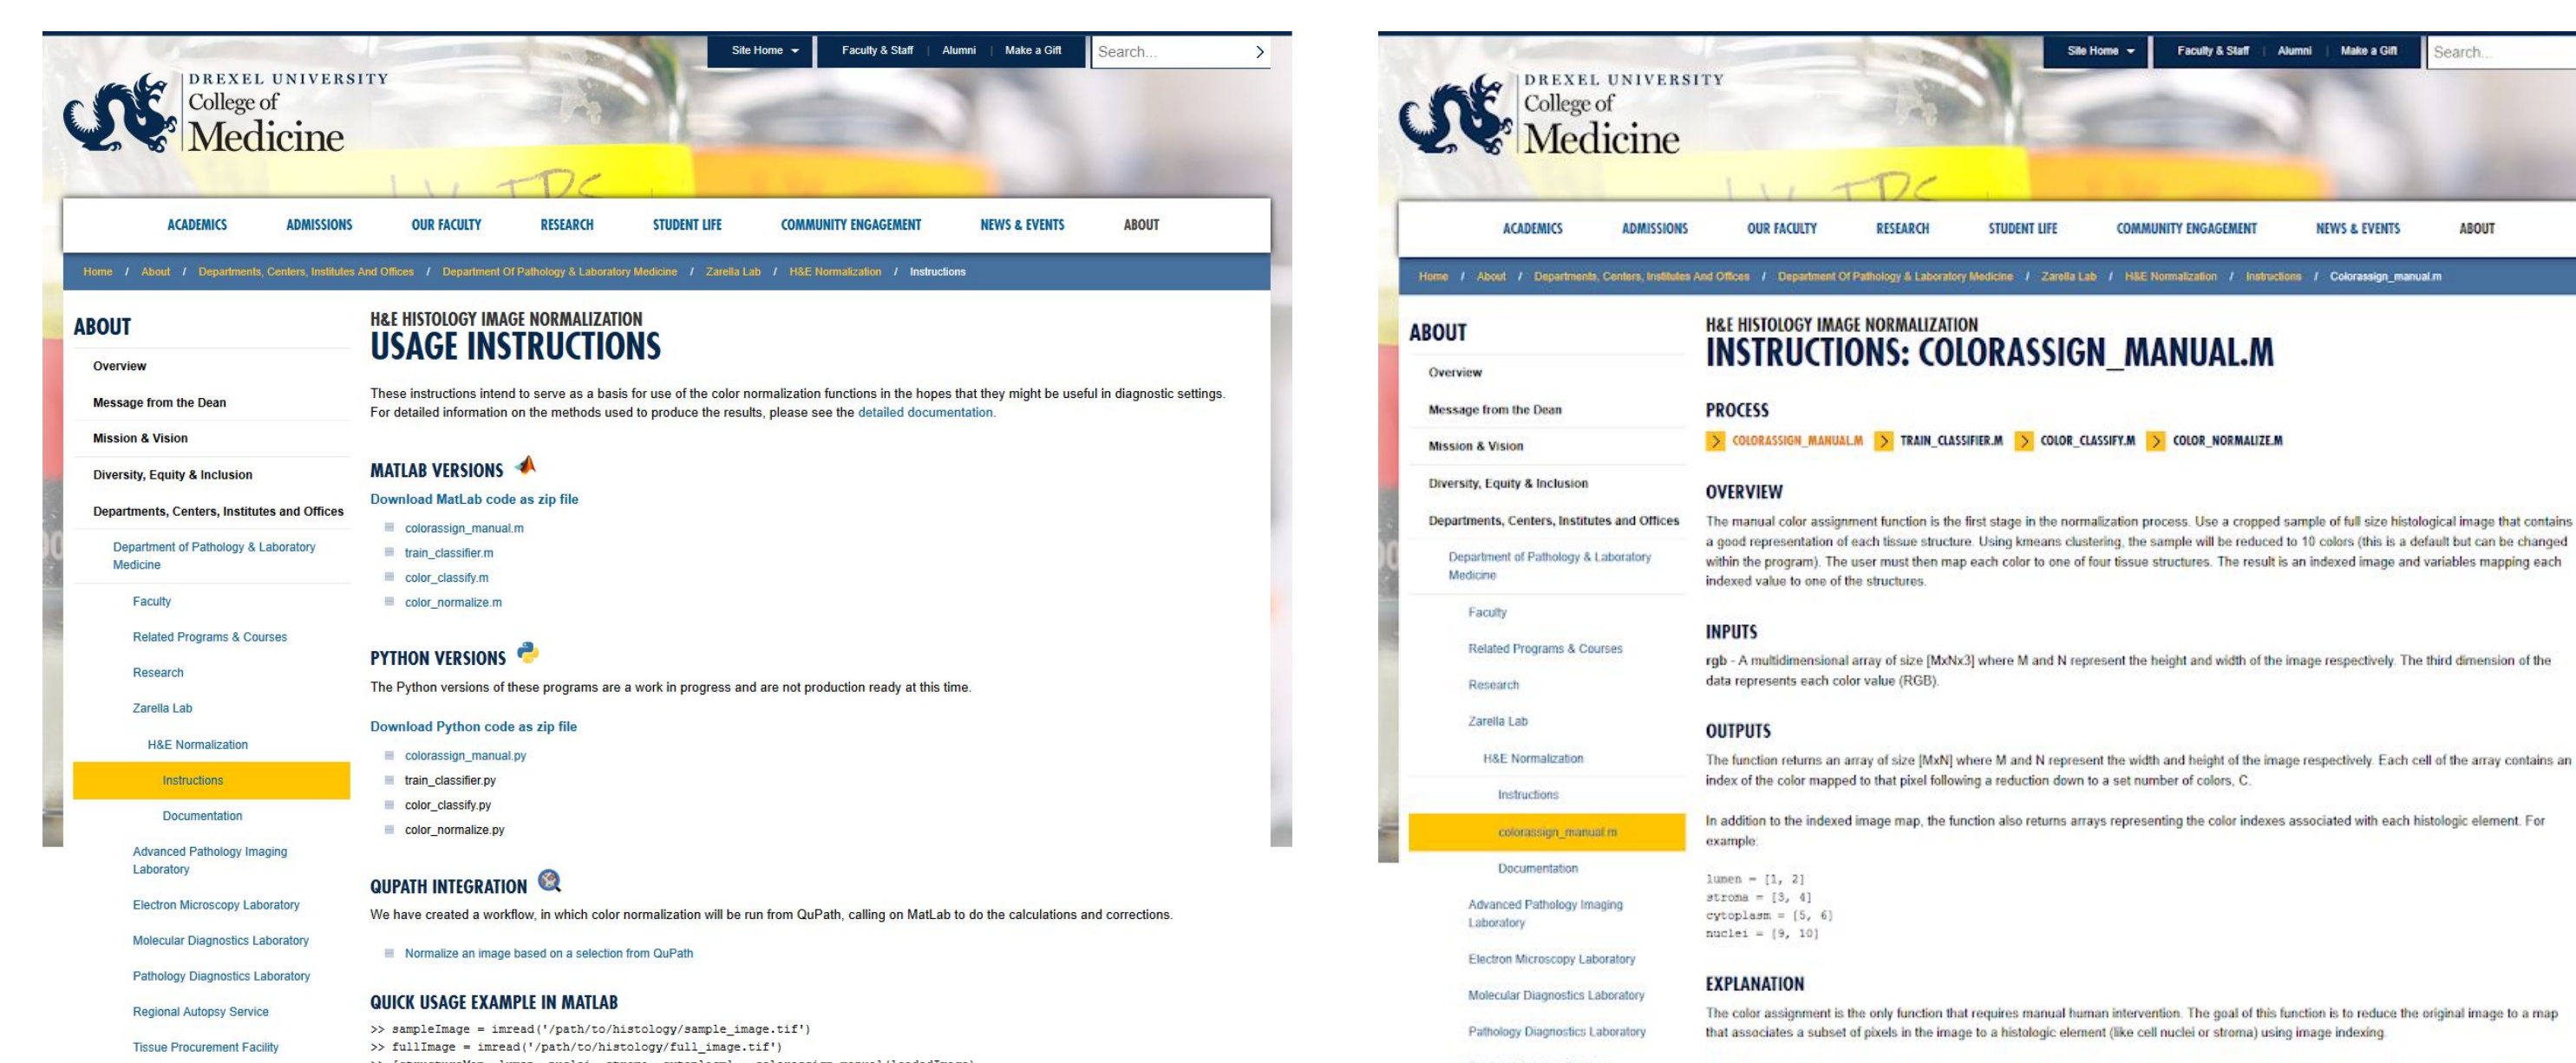 Site Home
Faculty & Staff | Alumni | Make a Gift
Search...
DREXEL UNIVERSITY
College of
Medicine
ACADEMICS ADMISSIONS OUR FACULTY RESEARCH STUDENT LIFE COMMUNITY ENGAGEMENT NEWS & EVENTS ABOUT
Home / About / Departments, Centers, Institutes And Offices / Department Of Pathology & Laboratory Medicine / Zarella Lab / H&E Normalization / Instructions
ABOUT
Overview
Message from the Dean
Mission & Vision
Diversity, Equity & Inclusion
Departments, Centers, Institutes and Offices
Department of Pathology & Laboratory
Medicine
Faculty
Related Programs & Courses
Research
Zarella Lab
H&E Normalization
Instructions
Documentation
Advanced Pathology Imaging
Laboratory
Electron Microscopy Laboratory
Molecular Diagnostics Laboratory
Pathology Diagnostics Laboratory
Regional Autopsy Service
Tissue Procurement Facility
H&E HISTOLOGY IMAGE NORMALIZATION
USAGE INSTRUCTIONS
These instructions intend to serve as a basis for use of the color normalization functions in the hopes that they might be useful in diagnostic settings.
For detailed information on the methods used to produce the results, please see the detailed documentation.
MATLAB VERSIONS
Download MatLab code as zip file
colorassign_manual.m
train_classifier.m
color_classify.m
color_normalize.m
PYTHON VERSIONS
The Python versions of these programs are a work in progress and are not production ready at this time.
Download Python code as zip file
colorassign_manual.py
train_classifier.py
color_classify.py
color_normalize.py
QUPATH INTEGRATION
We have created a workflow, in which color normalization will be run from QuPath, calling on MatLab to do the calculations and corrections.
Normalize an image based on a selection from QuPath
QUICK USAGE EXAMPLE IN MATLAB
>> sampleImage = imread('/path/to/histology/sample_image.tif')
>> fullImage = imread('/path/to/histology/full_image.tif')
Site Home
Faculty & Staff | Alumni | Make a Gift
Search...
DREXEL UNIVERSITY
College of
Medicine
ACADEMICS ADMISSIONS OUR FACULTY RESEARCH STUDENT LIFE COMMUNITY ENGAGEMENT NEWS & EVENTS ABOUT
Home / About / Departments, Centers, Institutes And Offices / Department Of Pathology & Laboratory Medicine / Zarella Lab / H&E Normalization / Instructions / Colorassign_manual.m
ABOUT
Overview
Message from the Dean
Mission & Vision
Diversity, Equity & Inclusion
Departments, Centers, Institutes and Offices
Department of Pathology & Laboratory
Medicine
Faculty
Related Programs & Courses
Research
Zarella Lab
H&E Normalization
Instructions
colorassign_manual.m
Documentation
Advanced Pathology Imaging
Laboratory
Electron Microscopy Laboratory
Molecular Diagnostics Laboratory
Pathology Diagnostics Laboratory
H&E HISTOLOGY IMAGE NORMALIZATION
INSTRUCTIONS: COLORASSIGN_MANUAL.M
PROCESS
COLORASSIGN_MANUAL.M TRAIN_CLASSIFIER.M COLOR_CLASSIFY.M COLOR_NORMALIZE.M
OVERVIEW
The manual color assignment function is the first stage in the normalization process. Use a cropped sample of full size histological image that contains
a good representation of each tissue structure. Using kmeans clustering, the sample will be reduced to 10 colors (this is a default but can be changed
within the program). The user must then map each color to one of four tissue structures. The result is an indexed image and variables mapping each
indexed value to one of the structures.
INPUTS
rgb - A multidimensional array of size [MxNx3] where M and N represent the height and width of the image respectively. The third dimension of the
data represents each color value (RGB).
OUTPUTS
The function returns an array of size [MxN] where M and N represent the width and height of the image respectively. Each cell of the array contains an
index of the color mapped to that pixel following a reduction down to a set number of colors, C.
In addition to the indexed image map, the function also returns arrays representing the color indexes associated with each histologic element. For
example:
lumen = [1, 2]
stroma = [3, 4]
cytoplasm = [5, 6]
nuclei = [9, 10]
EXPLANATION
The color assignment is the only function that requires manual human intervention. The goal of this function is to reduce the original image to a map
that associates a subset of pixels in the image to a histologic element (like cell nuclei or stroma) using image indexing.